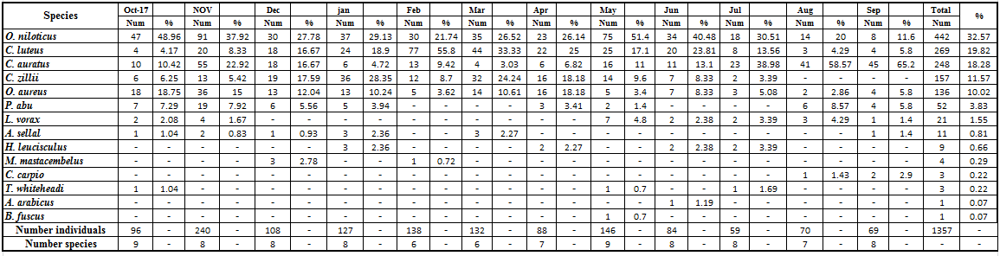 Species Oct-17 NOV Dec jan Feb Mar Apr May Jun Jul Aug Sep Total %
Num % Num % Num % Num % Num % Num % Num % Num % Num % Num % Num % Num % Num
O. niloticus 47 48.96 91 37.92 30 27.78 37 29.13 30 21.74 35 26.52 23 26.14 75 51.4 34 40.48 18 30.51 14 20 8 11.6 442 32.57
C. luteus 4 4.17 20 8.33 18 16.67 24 18.9 77 55.8 44 33.33 22 25 25 17.1 20 23.81 8 13.56 3 4.29 4 5.8 269 19.82
C. auratus 10 10.42 55 22.92 18 16.67 6 4.72 13 9.42 4 3.03 6 6.82 16 11 11 13.1 23 38.98 41 58.57 45 65.2 248 18.28
C. zillii 6 6.25 13 5.42 19 17.59 36 28.35 12 8.7 32 24.24 16 18.18 14 9.6 7 8.33 2 3.39 - - - - 157 11.57
O. aureus 18 18.75 36 15 13 12.04 13 10.24 5 3.62 14 10.61 16 18.18 5 3.4 7 8.33 3 5.08 2 2.86 4 5.8 136 10.02
P. abu 7 7.29 19 7.92 6 5.56 5 3.94 - - - - 3 3.41 2 1.4 - - - - 6 8.57 4 5.8 52 3.83
L. vorax 2 2.08 4 1.67 - - - - - - - - - - 7 4.8 2 2.38 2 3.39 3 4.29 1 1.4 21 1.55
A. sellal 1 1.04 2 0.83 1 0.93 3 2.36 - - 3 2.27 - - - - - - - - - - 1 1.4 11 0.81
H. leucisculus - - - - - - 3 2.36 - - - - 2 2.27 - - 2 2.38 2 3.39 - - - - 9 0.66
M. mastacembelus - - - - 3 2.78 - - 1 0.72 - - - - - - - - - - - - - - 4 0.29
C. carpio - - - - - - - - - - - - - - - - - - - - 1 1.43 2 2.9 3 0.22
T. whiteheadi 1 1.04 - - - - - - - - - - - - 1 0.7 - - 1 1.69 - - - - 3 0.22
A. arabicus - - - - - - - - - - - - - - - - 1 1.19 - - - - - - 1 0.07
B. fuscus - - - - - - - - - - - - - - 1 0.7 - - - - - - - - 1 0.07
Number individuals 96 - 240 - 108 - 127 - 138 - 132 - 88 - 146 - 84 - 59 - 70 - 69 - 1357 -
Number species 9 - 8 - 8 - 8 - 6 - 6 - 7 - 9 - 8 - 8 - 7 - 8 - - -